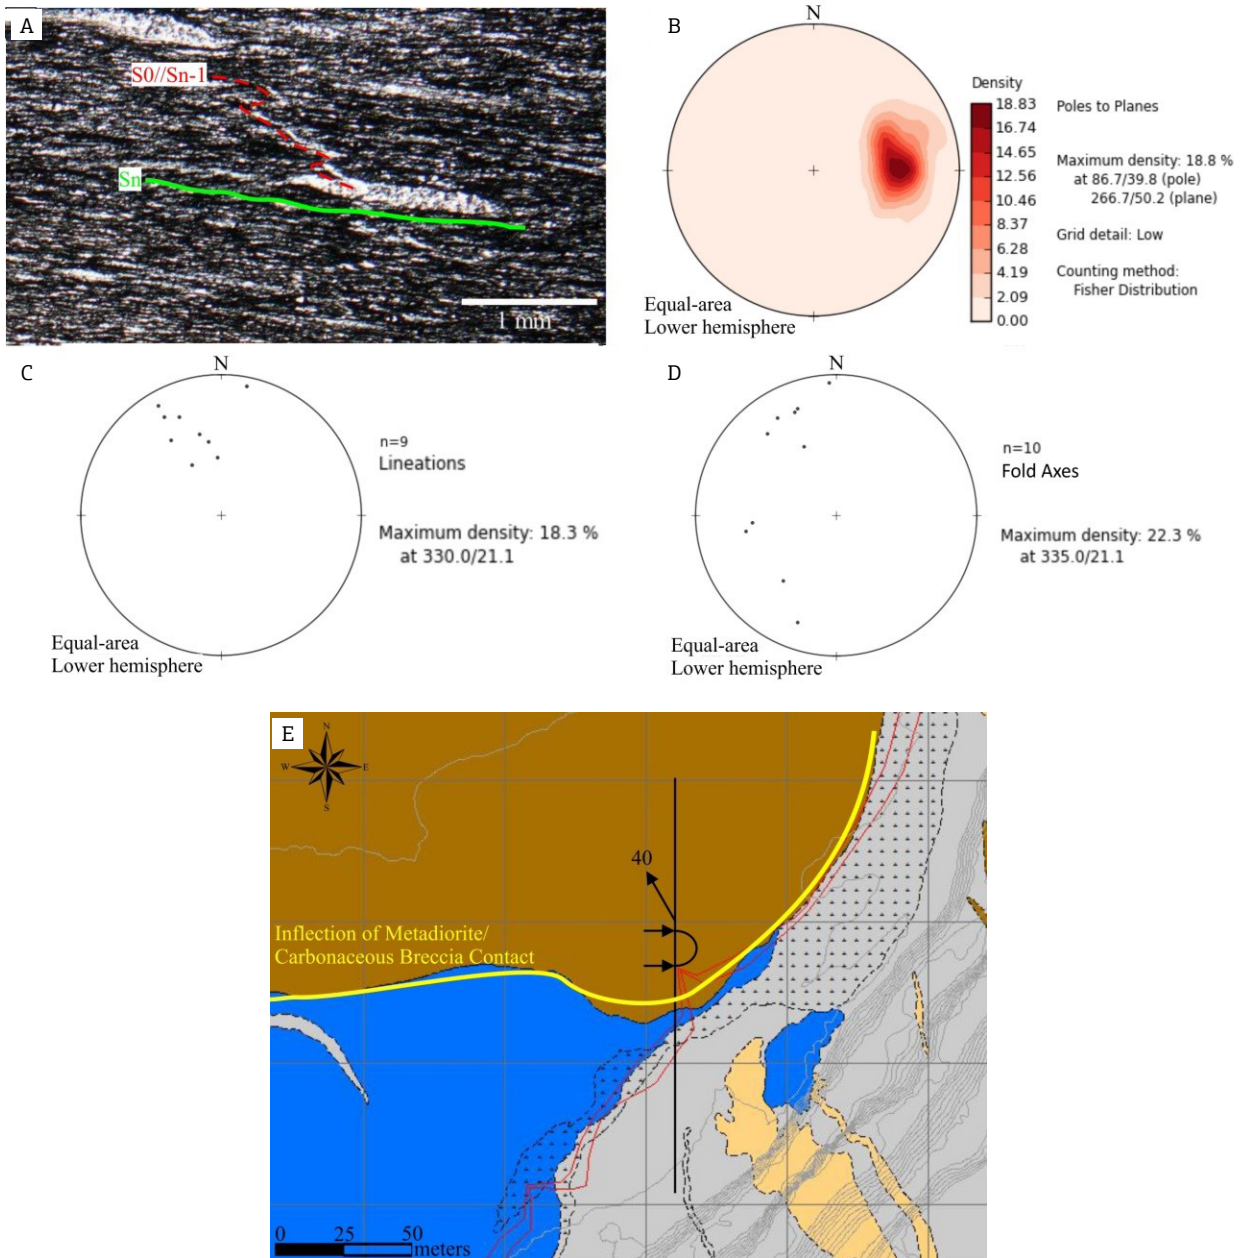 A
S0//Sn-1
Sn
1 mm
B
N
Density
18.83
16.74
14.65
12.56
10.46
8.37
6.28
4.19
2.09
0.00
Poles to Planes
Maximum density: 18.8 %
at 86.7/39.8 (pole)
266.7/50.2 (plane)
Grid detail: Low
Counting method:
Fisher Distribution
Equal-area
Lower hemisphere
C
N
n=9
Lineations
Maximum density: 18.3 %
at 330.0/21.1
Equal-area
Lower hemisphere
D
N
n=10
Fold Axes
Maximum density: 22.3 %
at 335.0/21.1
Equal-area
Lower hemisphere
E
N
W
E
S
40
Inflection of Metadiorite/
Carbonaceous Breccia Contact
0 25 50
meters